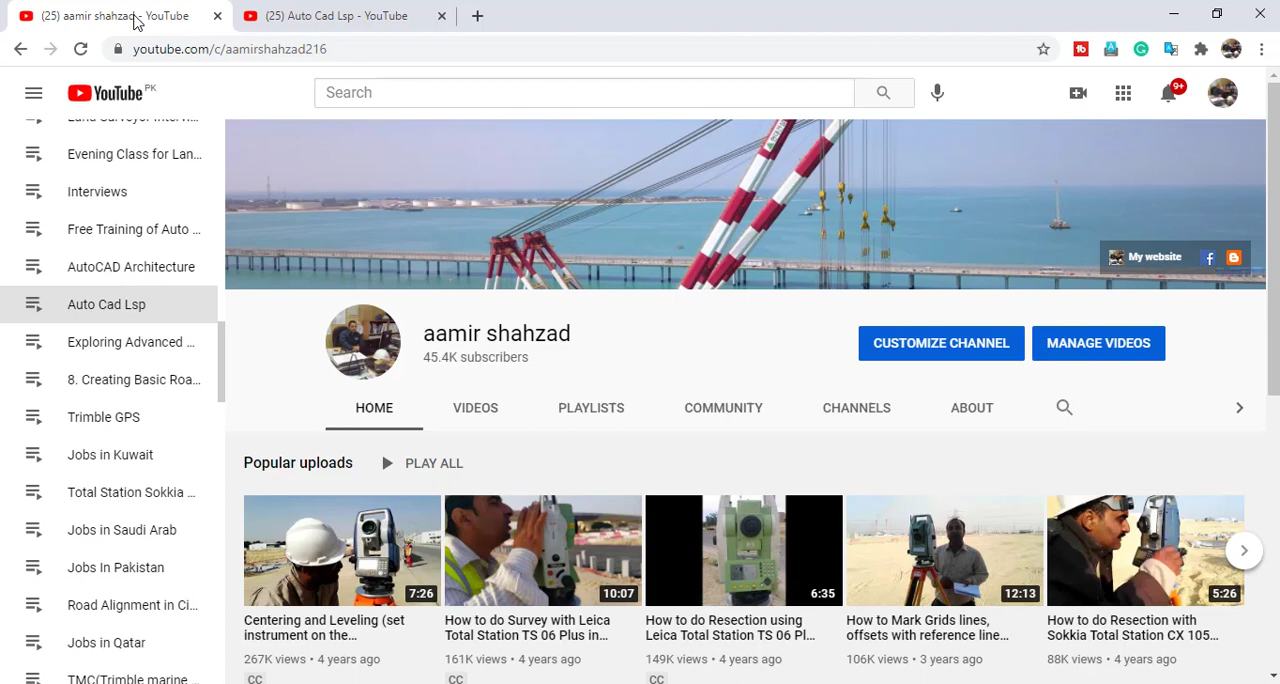 (25) aamir shahzad - YouTube
(25) Auto Cad Lsp - YouTube
youtube.com/c/aamirshahzad216
YouTube PK
Search
9+
Land Surveyor Interv...
Evening Class for Lan...
Interviews
Free Training of Auto ...
AutoCAD Architecture
Auto Cad Lsp
Exploring Advanced ...
8. Creating Basic Roa...
Trimble GPS
Jobs in Kuwait
Total Station Sokkia ...
Jobs in Saudi Arab
Jobs In Pakistan
Road Alignment in Ci...
Jobs in Qatar
TMC(Trimble marine ...
My website
aamir shahzad
45.4K subscribers
CUSTOMIZE CHANNEL
MANAGE VIDEOS
HOME
VIDEOS
PLAYLISTS
COMMUNITY
CHANNELS
ABOUT
Popular uploads
PLAY ALL
7:26
Centering and Leveling (set
instrument on the...
267K views • 4 years ago
CC
10:07
How to do Survey with Leica
Total Station TS 06 Plus in...
161K views • 4 years ago
CC
6:35
How to do Resection using
Leica Total Station TS 06 Pl...
149K views • 4 years ago
CC
12:13
How to Mark Grids lines,
offsets with reference line...
106K views • 3 years ago
5:26
How to do Resection with
Sokkia Total Station CX 105...
88K views • 4 years ago